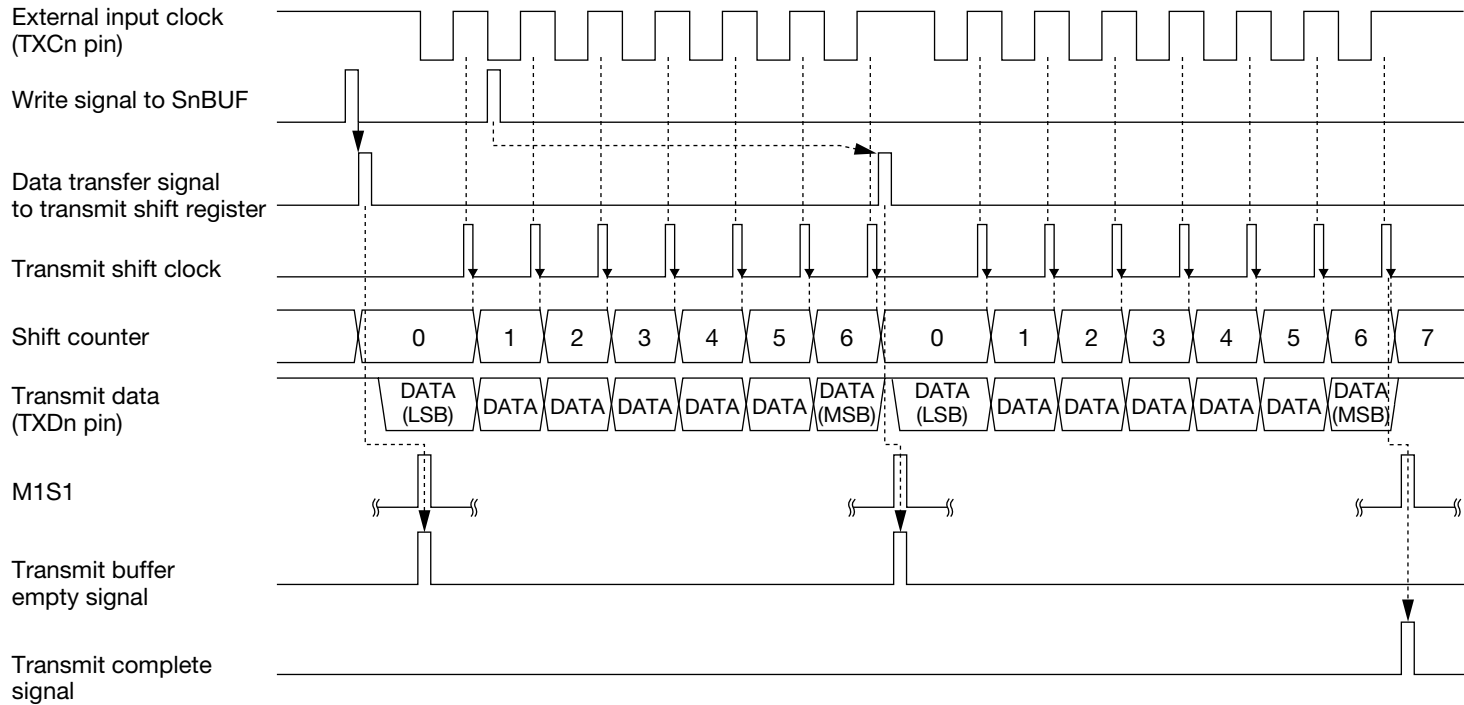 External input clock
(TXCn pin)
Write signal to SnBUF
Data transfer signal
to transmit shift register
Transmit shift clock
Shift counter
0 1 2 3 4 5 6 0 1 2 3 4 5 6 7
Transmit data
(TXDn pin)
DATA
(LSB)
DATA DATA DATA DATA DATA
DATA
(MSB)
DATA
(LSB)
DATA DATA DATA DATA DATA
DATA
(MSB)
M1S1
Transmit buffer
empty signal
Transmit complete
signal